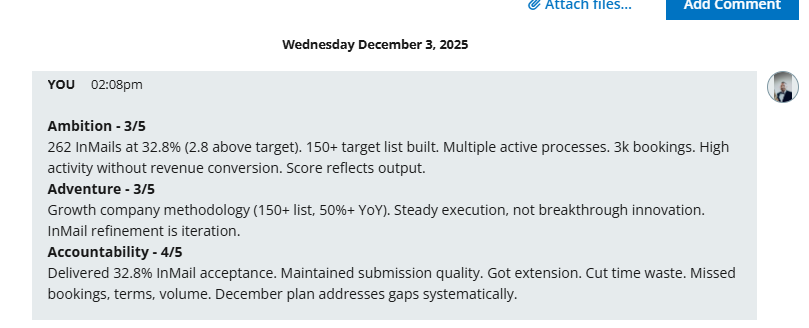 Attach files...
Add Comment
Wednesday December 3, 2025
YOU 02:08pm
Ambition - 3/5
262 InMails at 32.8% (2.8 above target). 150+ target list built. Multiple active processes. 3k bookings. High
activity without revenue conversion. Score reflects output.
Adventure - 3/5
Growth company methodology (150+ list, 50%+ YoY). Steady execution, not breakthrough innovation.
InMail refinement is iteration.
Accountability - 4/5
Delivered 32.8% InMail acceptance. Maintained submission quality. Got extension. Cut time waste. Missed
bookings, terms, volume. December plan addresses gaps systematically.